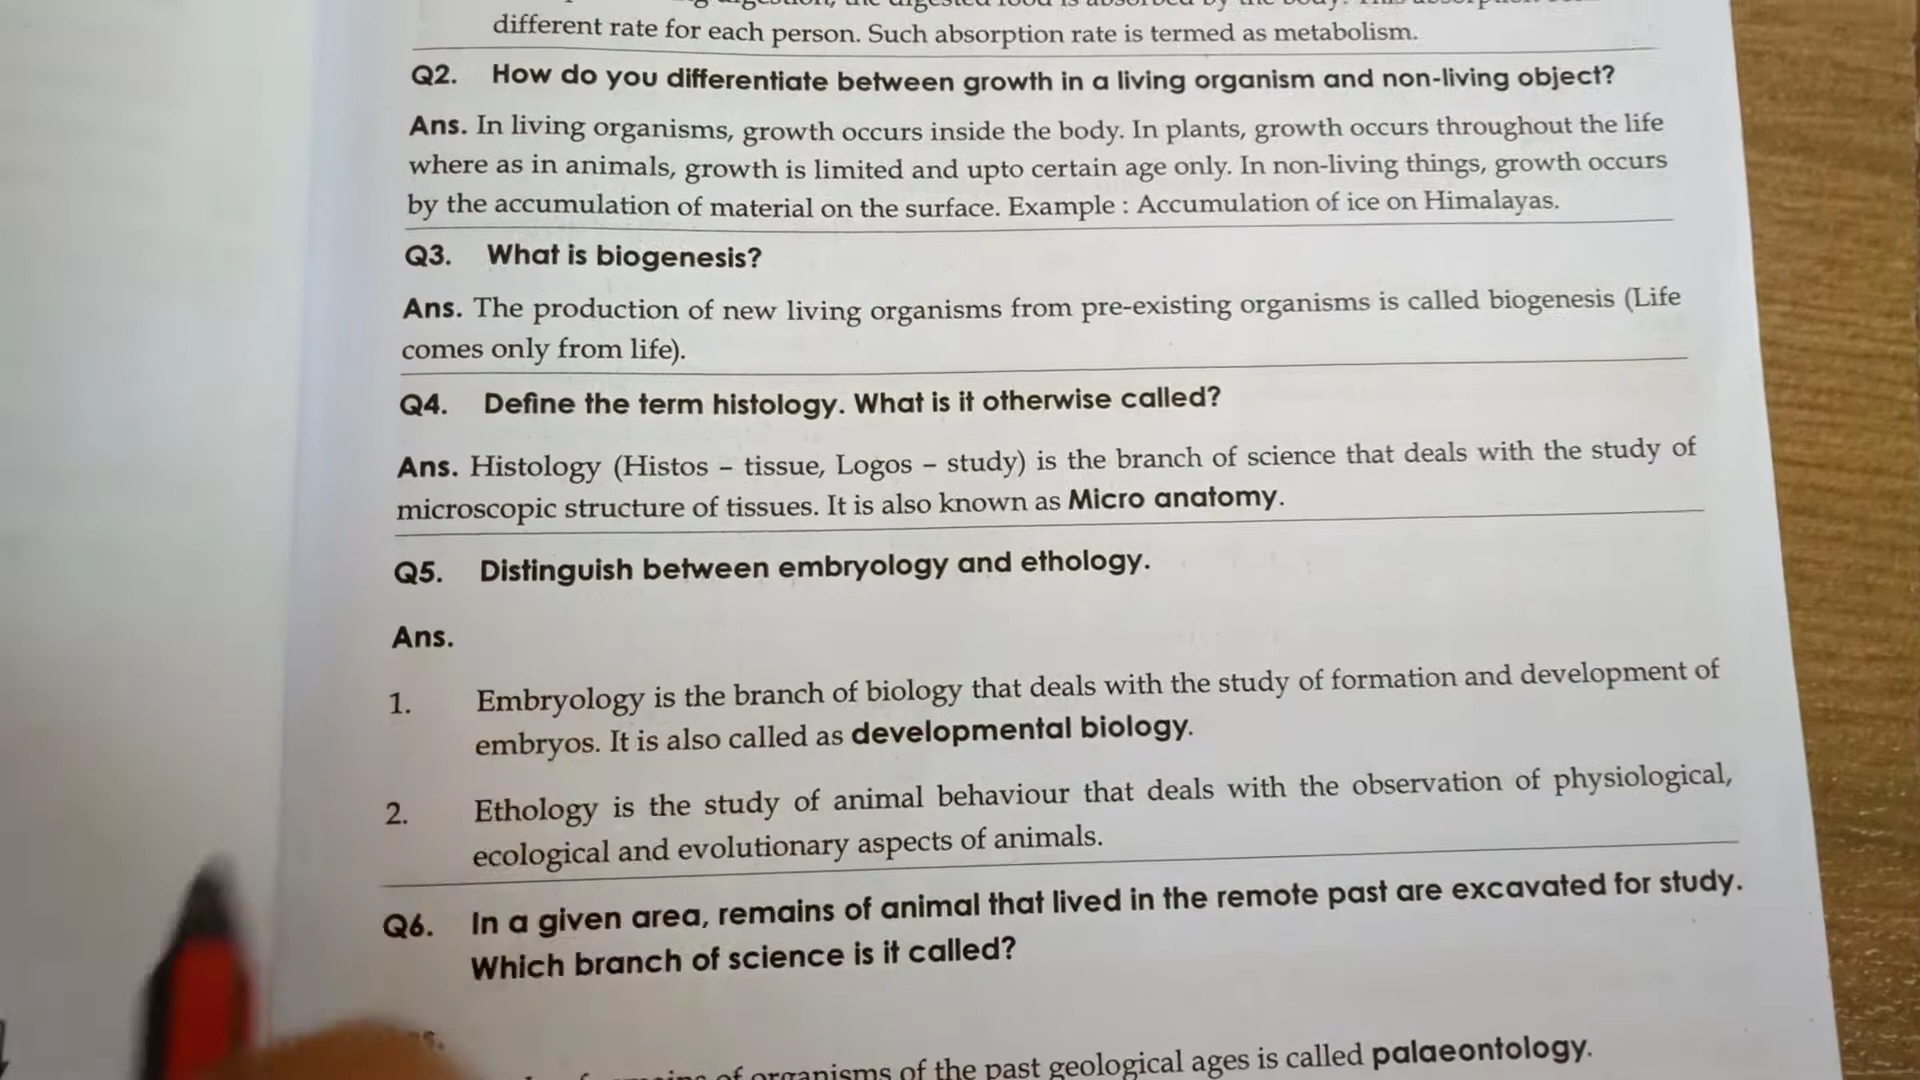 digestion, the digested food is absorbed by the body. This absorption
different rate for each person. Such absorption rate is termed as metabolism.
Q2. How do you differentiate between growth in a living organism and non-living object?
Ans. In living organisms, growth occurs inside the body. In plants, growth occurs throughout the life
where as in animals, growth is limited and upto certain age only. In non-living things, growth occurs
by the accumulation of material on the surface. Example : Accumulation of ice on Himalayas.
Q3. What is biogenesis?
Ans. The production of new living organisms from pre-existing organisms is called biogenesis (Life
comes only from life).
Q4. Define the term histology. What is it otherwise called?
Ans. Histology (Histos – tissue, Logos – study) is the branch of science that deals with the study of
microscopic structure of tissues. It is also known as Micro anatomy.
Q5. Distinguish between embryology and ethology.
Ans.
1. Embryology is the branch of biology that deals with the study of formation and development of
embryos. It is also called as developmental biology.
2. Ethology is the study of animal behaviour that deals with the observation of physiological,
ecological and evolutionary aspects of animals.
Q6. In a given area, remains of animal that lived in the remote past are excavated for study.
Which branch of science is it called?
of organisms of the past geological ages is called palaeontology.